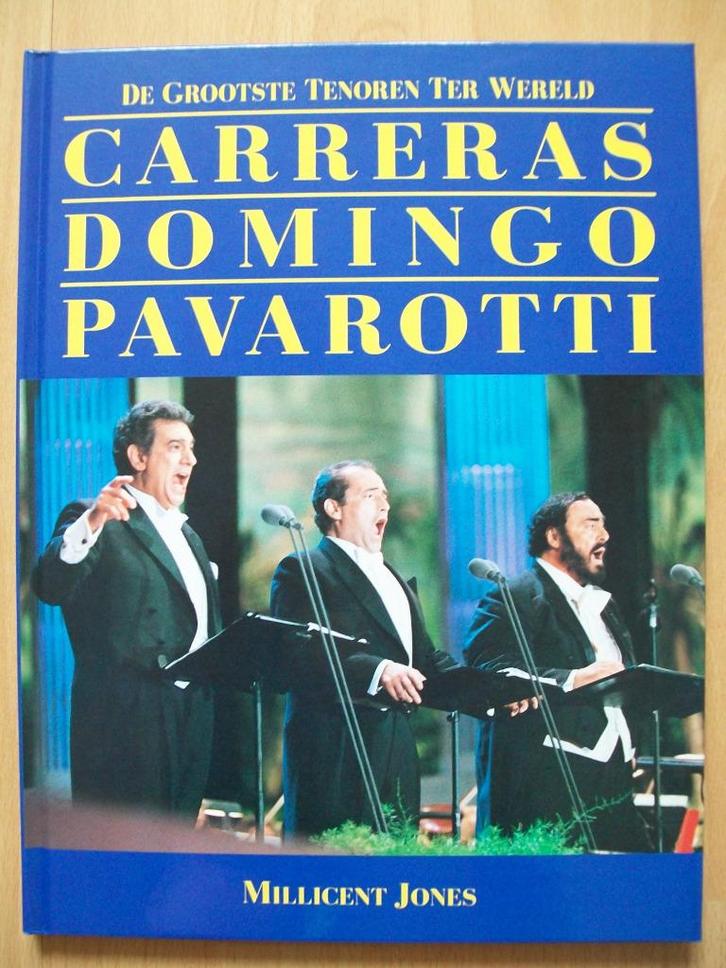 DE GROOTSTE TENOREN TER WERELD
CARRERAS
DOMINGO
PAVAROTTI
MILLICENT JONES